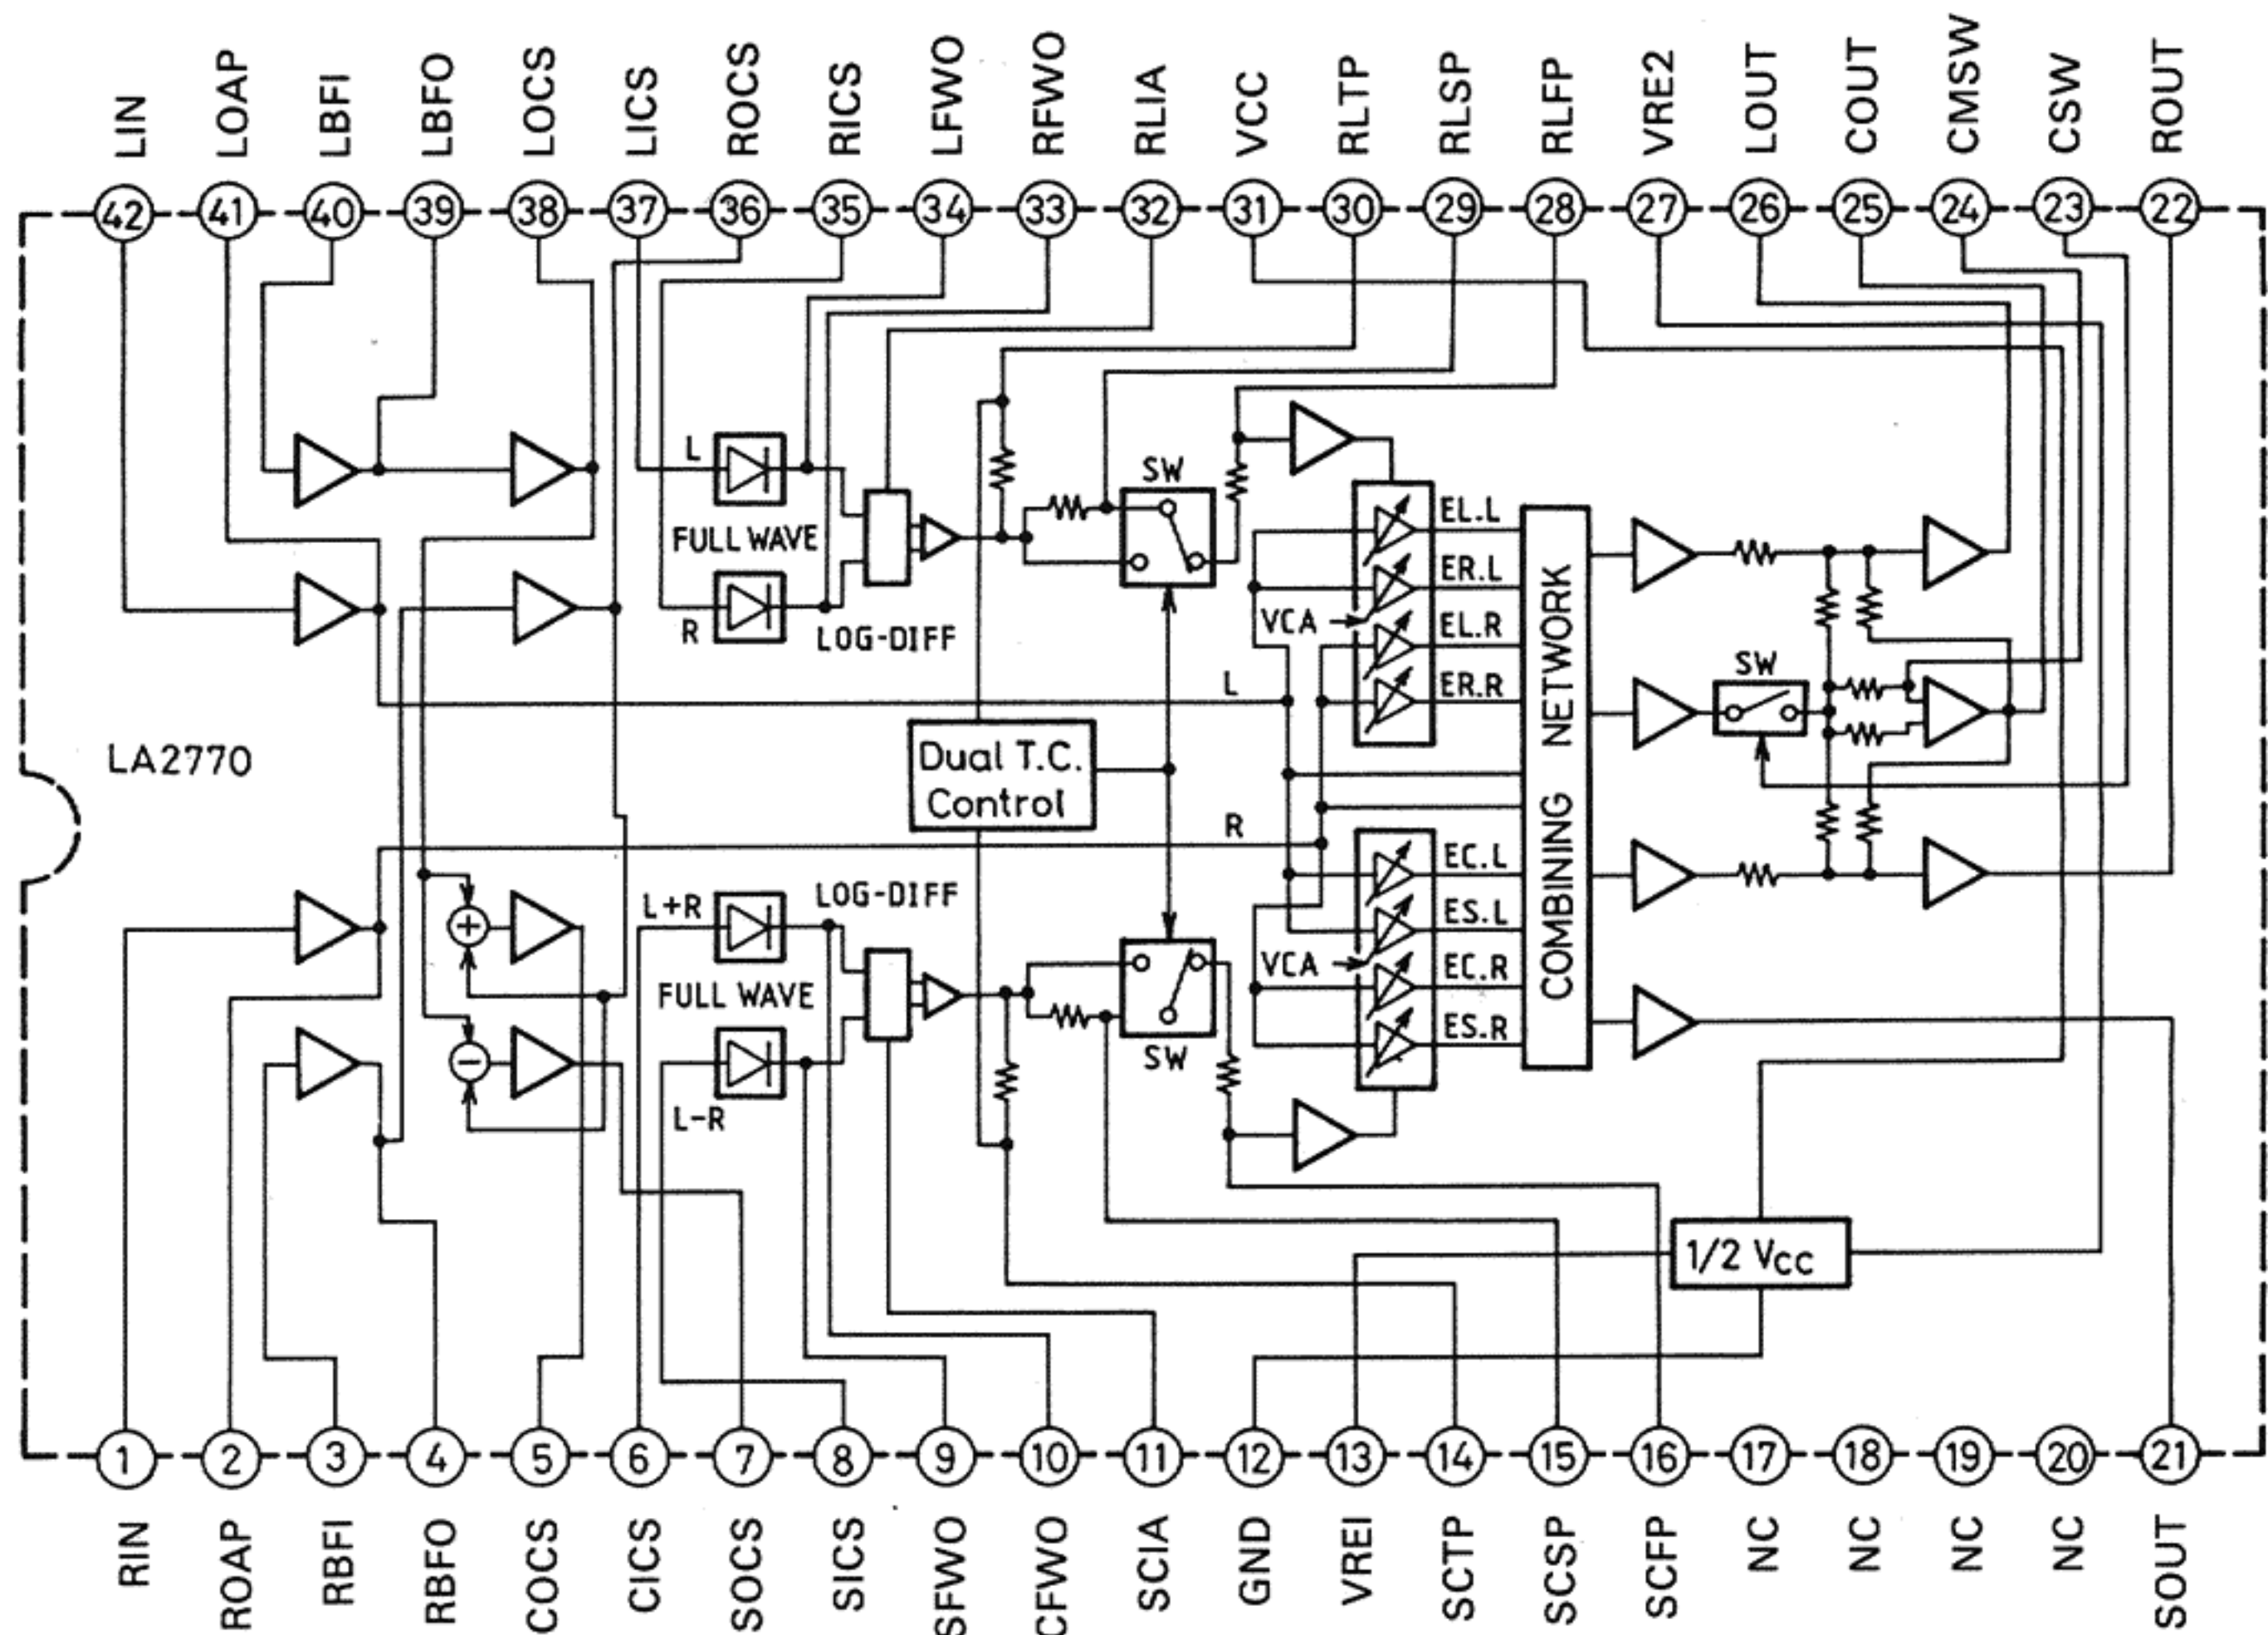 LIN
LOAP
LBFI
LBFO
LOCS
LICS
ROCS
RICS
LFWO
RFWO
RLIA
VCC
RLTP
RLSP
RLFP
VRE2
LOUT
COUT
CMSW
CSW
ROUT
42
41
40
39
38
37
36
35
34
33
32
31
30
29
28
27
26
25
24
23
22
L
FULL WAVE
R
LOG-DIFF
SW
EL.L
ER.L
VCA
EL.R
ER.R
L
COMBINING NETWORK
SW
LA2770
Dual T.C.
Control
R
L+R
LOG-DIFF
FULL WAVE
L-R
+
−
SW
EC.L
ES.L
VCA
EC.R
ES.R
1/2 VCC
1
2
3
4
5
6
7
8
9
10
11
12
13
14
15
16
17
18
19
20
21
RIN
ROAP
RBFI
RBFO
COCS
CICS
SOCS
SICS
SFWO
CFWO
SCIA
GND
VREI
SCTP
SCSP
SCFP
NC
NC
NC
NC
SOUT